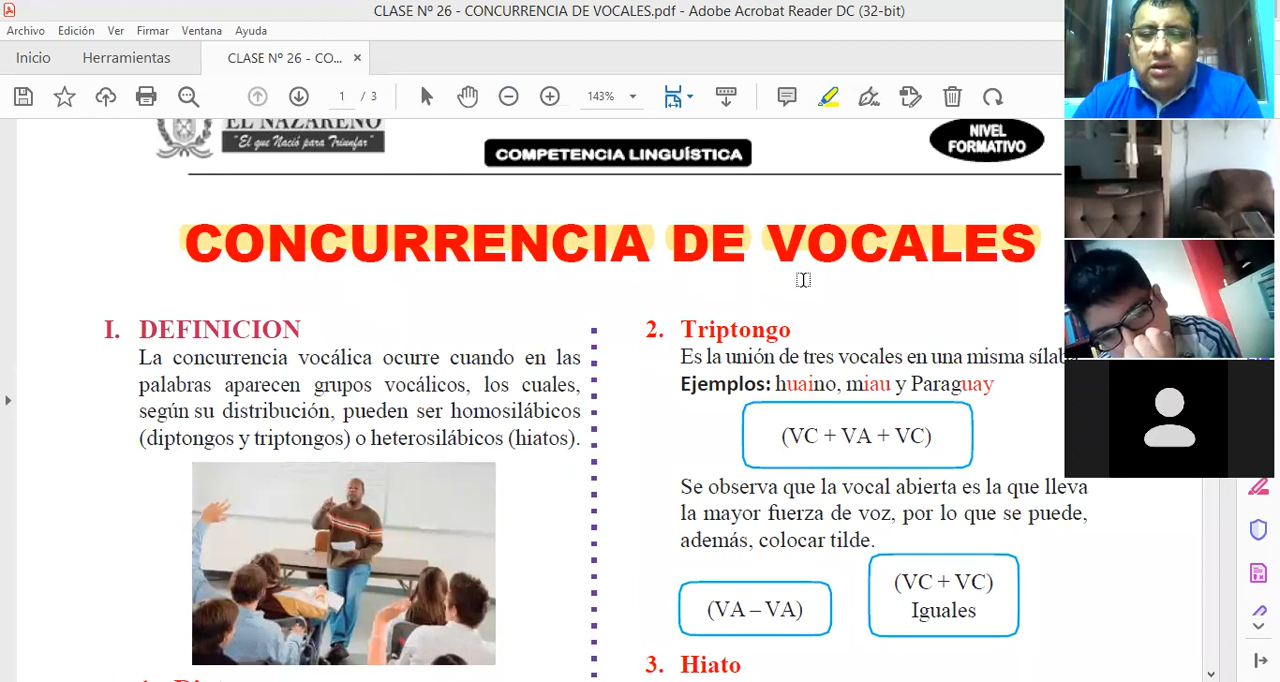 CLASE Nº 26 - CONCURRENCIA DE VOCALES.pdf - Adobe Acrobat Reader DC (32-bit)
Archivo Edición Ver Firmar Ventana Ayuda
Inicio Herramientas CLASE Nº 26 - CO... ×
1 / 3 143%
EL NAZARENO
"El que Nació para Triunfar"
COMPETENCIA LINGUÍSTICA
NIVEL
FORMATIVO
CONCURRENCIA DE VOCALES
I. DEFINICION
La concurrencia vocálica ocurre cuando en las
palabras aparecen grupos vocálicos, los cuales,
según su distribución, pueden ser homosilábicos
(diptongos y triptongos) o heterosilábicos (hiatos).
2. Triptongo
Es la unión de tres vocales en una misma sílaba
Ejemplos: huaino, miau y Paraguay
(VC + VA + VC)
Se observa que la vocal abierta es la que lleva
la mayor fuerza de voz, por lo que se puede,
además, colocar tilde.
(VA – VA)
(VC + VC)
Iguales
3. Hiato